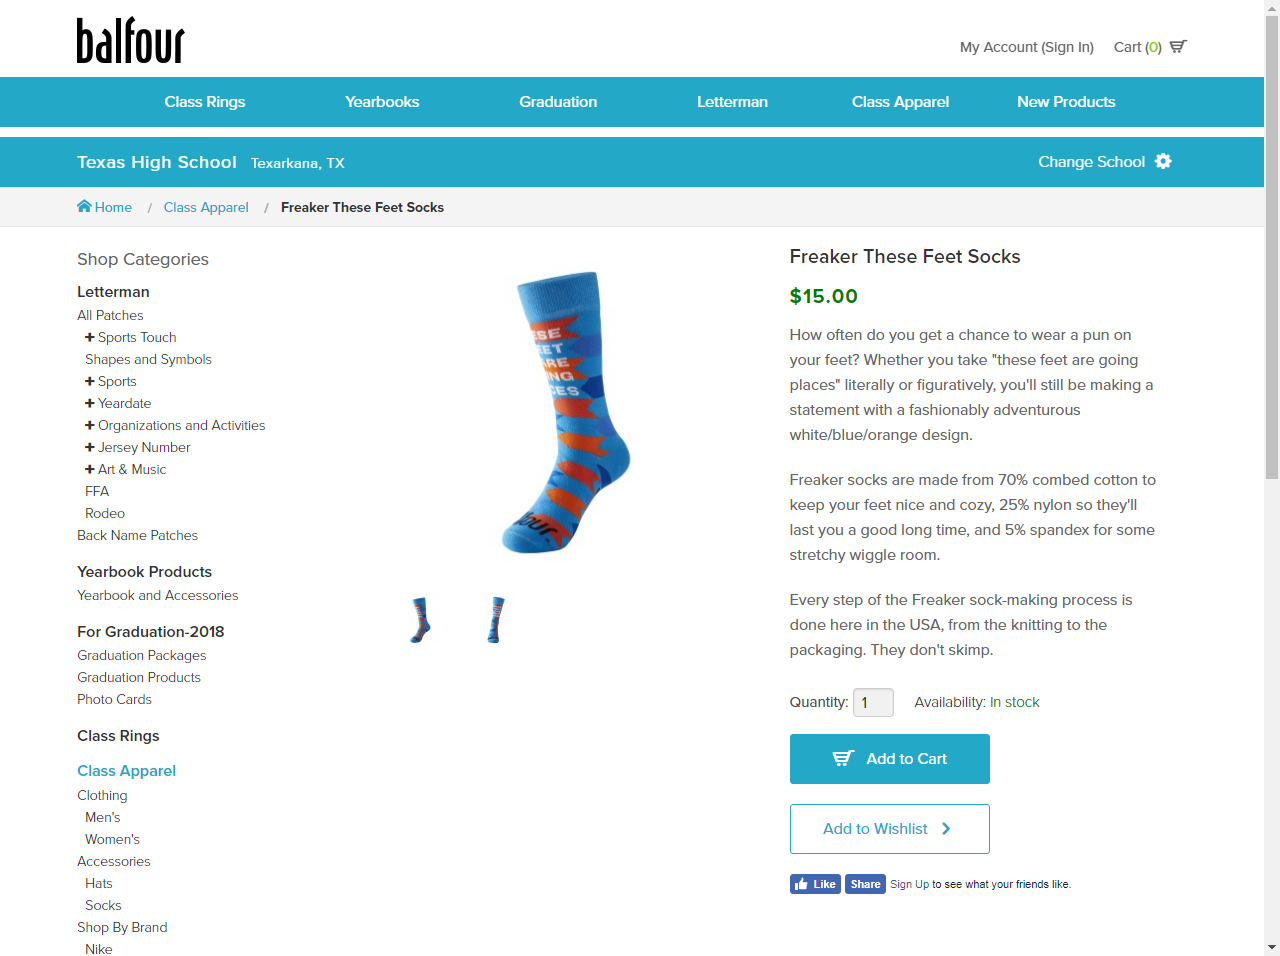 balfour
My Account (Sign In)
Cart (0)
Class Rings
Yearbooks
Graduation
Letterman
Class Apparel
New Products
Texas High School
Texarkana, TX
Change School
Home / Class Apparel / Freaker These Feet Socks
Shop Categories
Letterman
All Patches
Sports Touch
Shapes and Symbols
Sports
Yeardate
Organizations and Activities
Jersey Number
Art & Music
FFA
Rodeo
Back Name Patches
Yearbook Products
Yearbook and Accessories
For Graduation-2018
Graduation Packages
Graduation Products
Photo Cards
Class Rings
Class Apparel
Clothing
Men's
Women's
Accessories
Hats
Socks
Shop By Brand
Nike
Freaker These Feet Socks
$15.00
How often do you get a chance to wear a pun on
your feet? Whether you take "these feet are going
places" literally or figuratively, you'll still be making a
statement with a fashionably adventurous
white/blue/orange design.
Freaker socks are made from 70% combed cotton to
keep your feet nice and cozy, 25% nylon so they'll
last you a good long time, and 5% spandex for some
stretchy wiggle room.
Every step of the Freaker sock-making process is
done here in the USA, from the knitting to the
packaging. They don't skimp.
Quantity: 1
Availability: In stock
Add to Cart
Add to Wishlist
Like
Share
Sign Up to see what your friends like.